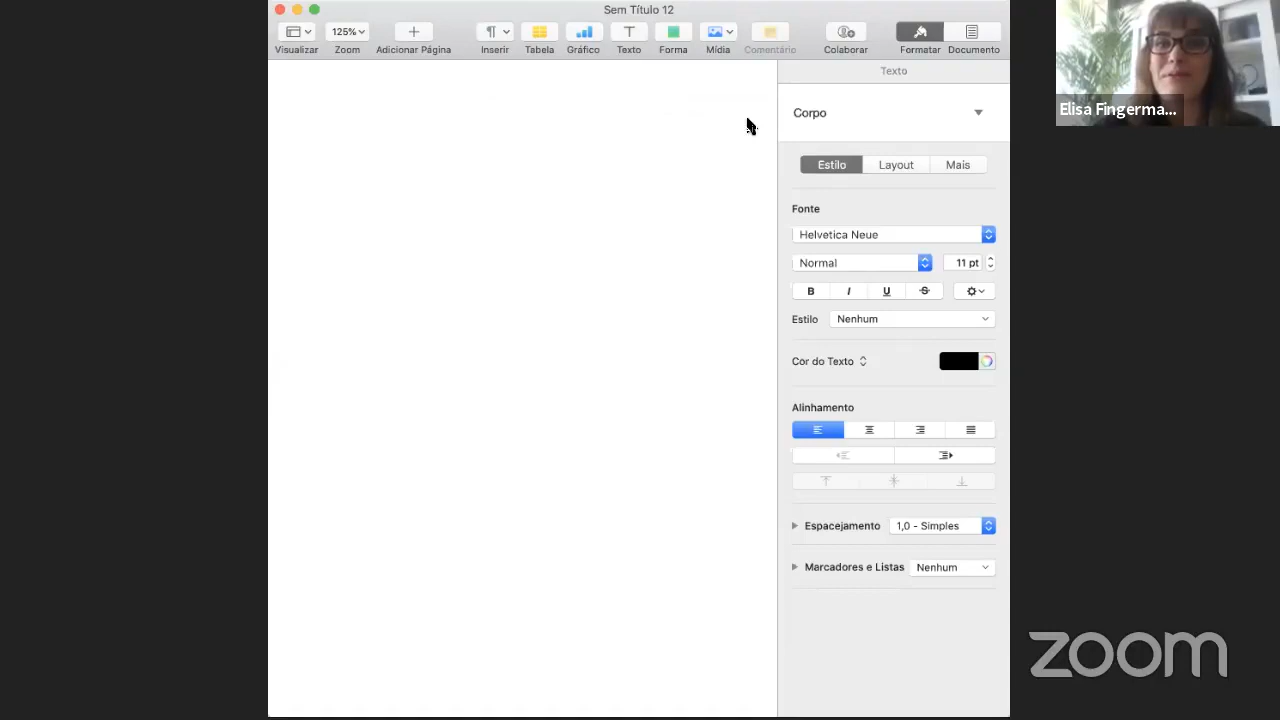 Sem Título 12
125%
Visualizar
Zoom
Adicionar Página
Inserir
Tabela
Gráfico
Texto
Forma
Mídia
Comentário
Colaborar
Formatar
Documento
Texto
Corpo
Estilo
Layout
Mais
Fonte
Helvetica Neue
Normal
11 pt
B I U S
Estilo
Nenhum
Cor do Texto
Alinhamento
Espacejamento
1,0 - Simples
Marcadores e Listas
Nenhum
Elisa Fingerma...
zoom